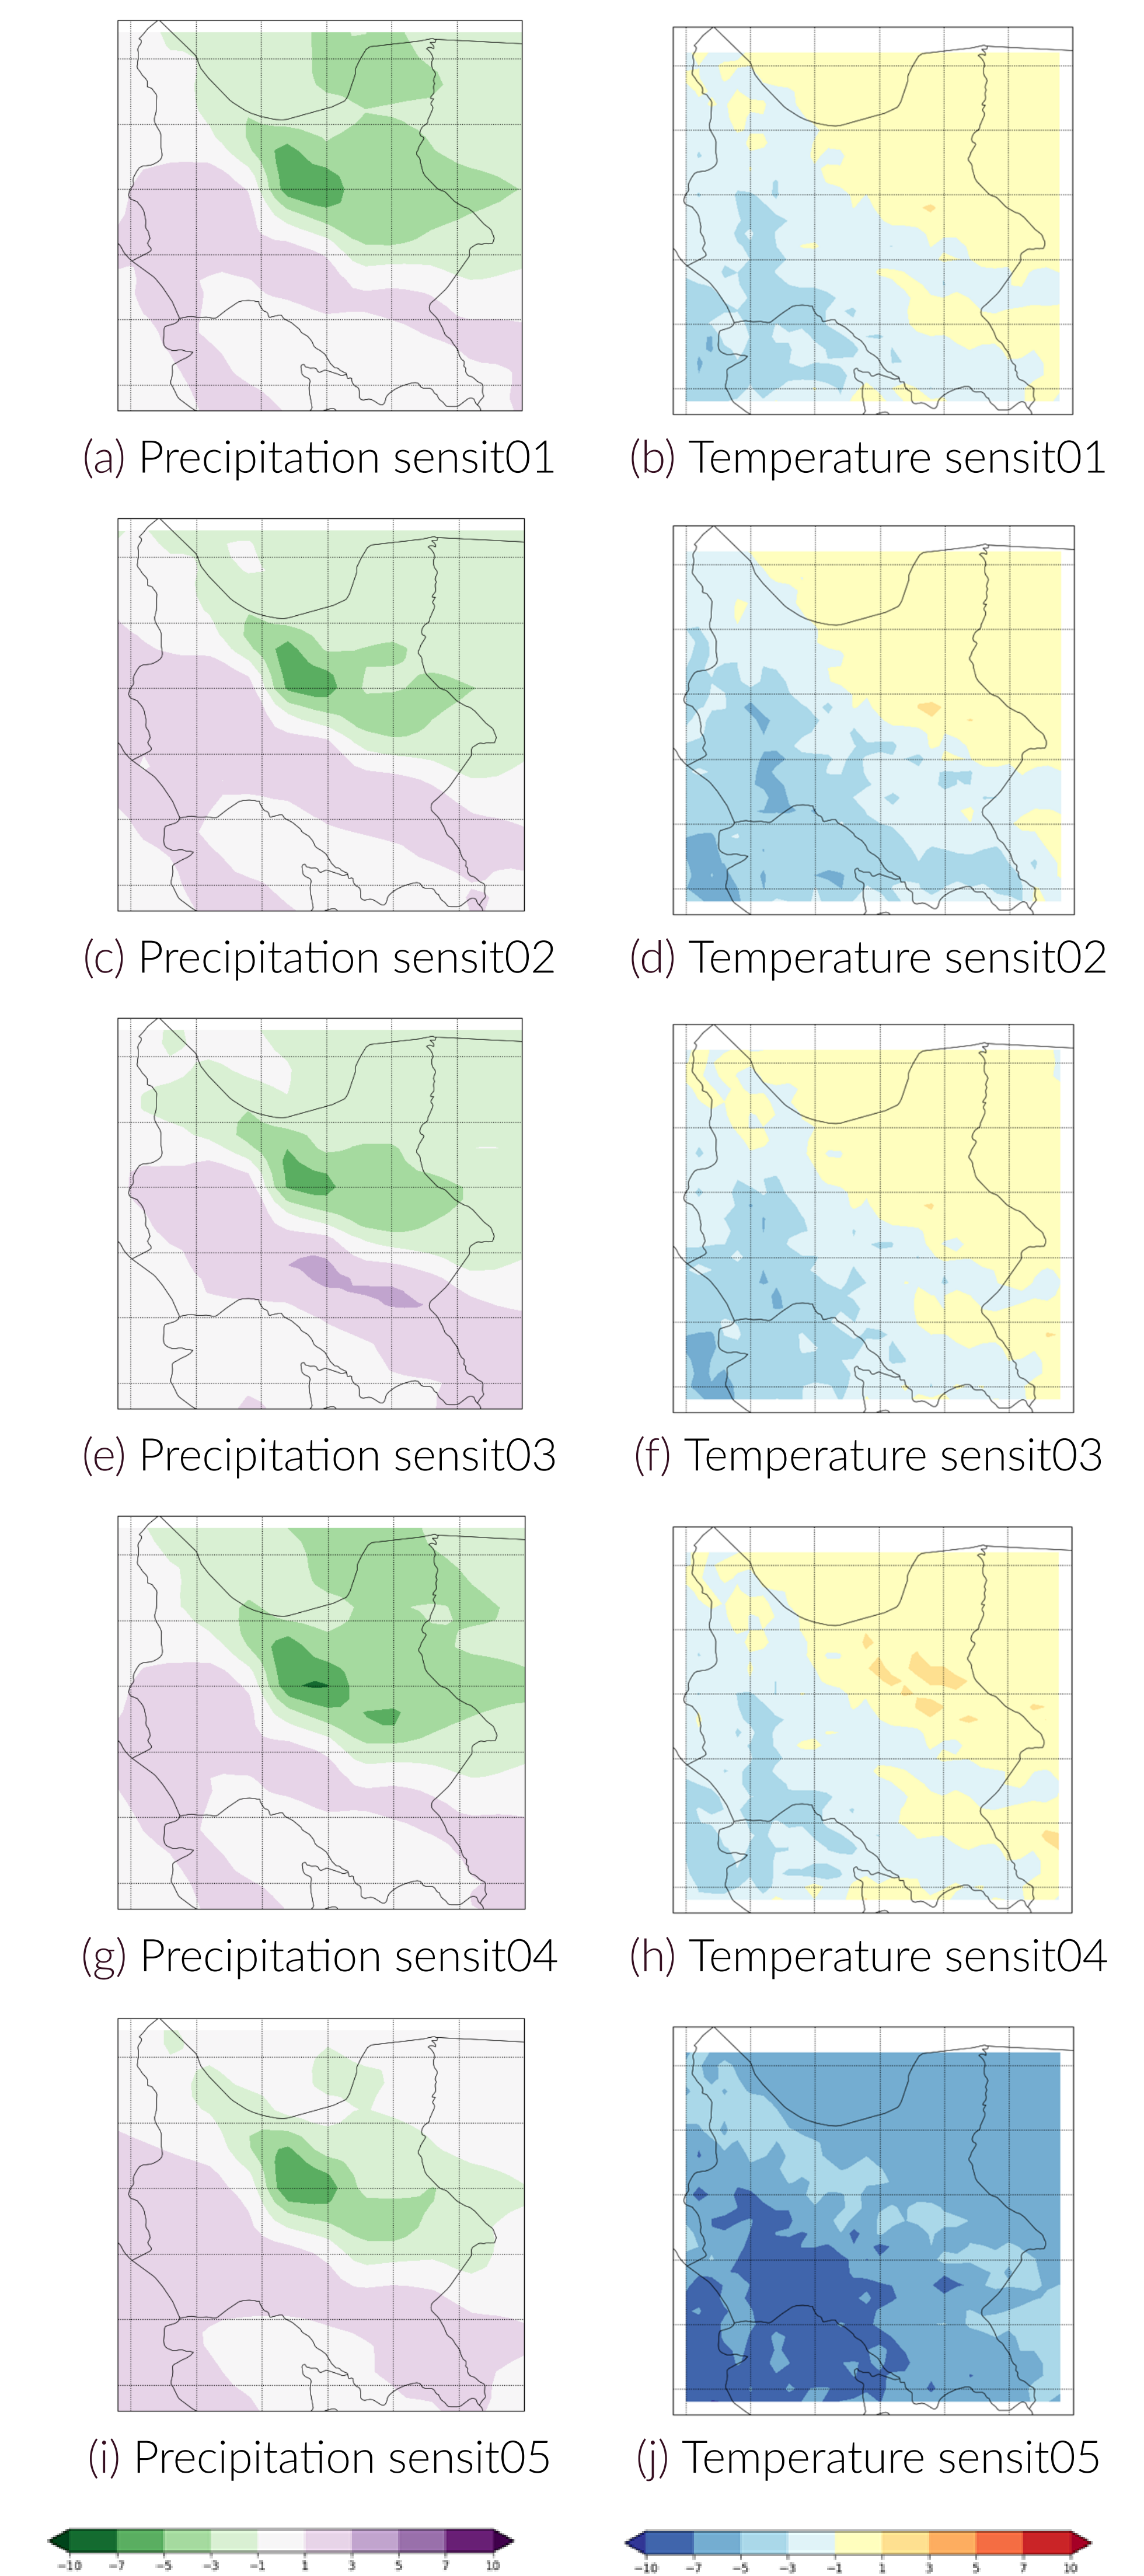 (a) Precipitation sensit01
(b) Temperature sensit01
(c) Precipitation sensit02
(d) Temperature sensit02
(e) Precipitation sensit03
(f) Temperature sensit03
(g) Precipitation sensit04
(h) Temperature sensit04
(i) Precipitation sensit05
(j) Temperature sensit05
−10 −7 −5 −3 −1 1 3 5 7 10
−10 −7 −5 −3 −1 1 3 5 7 10